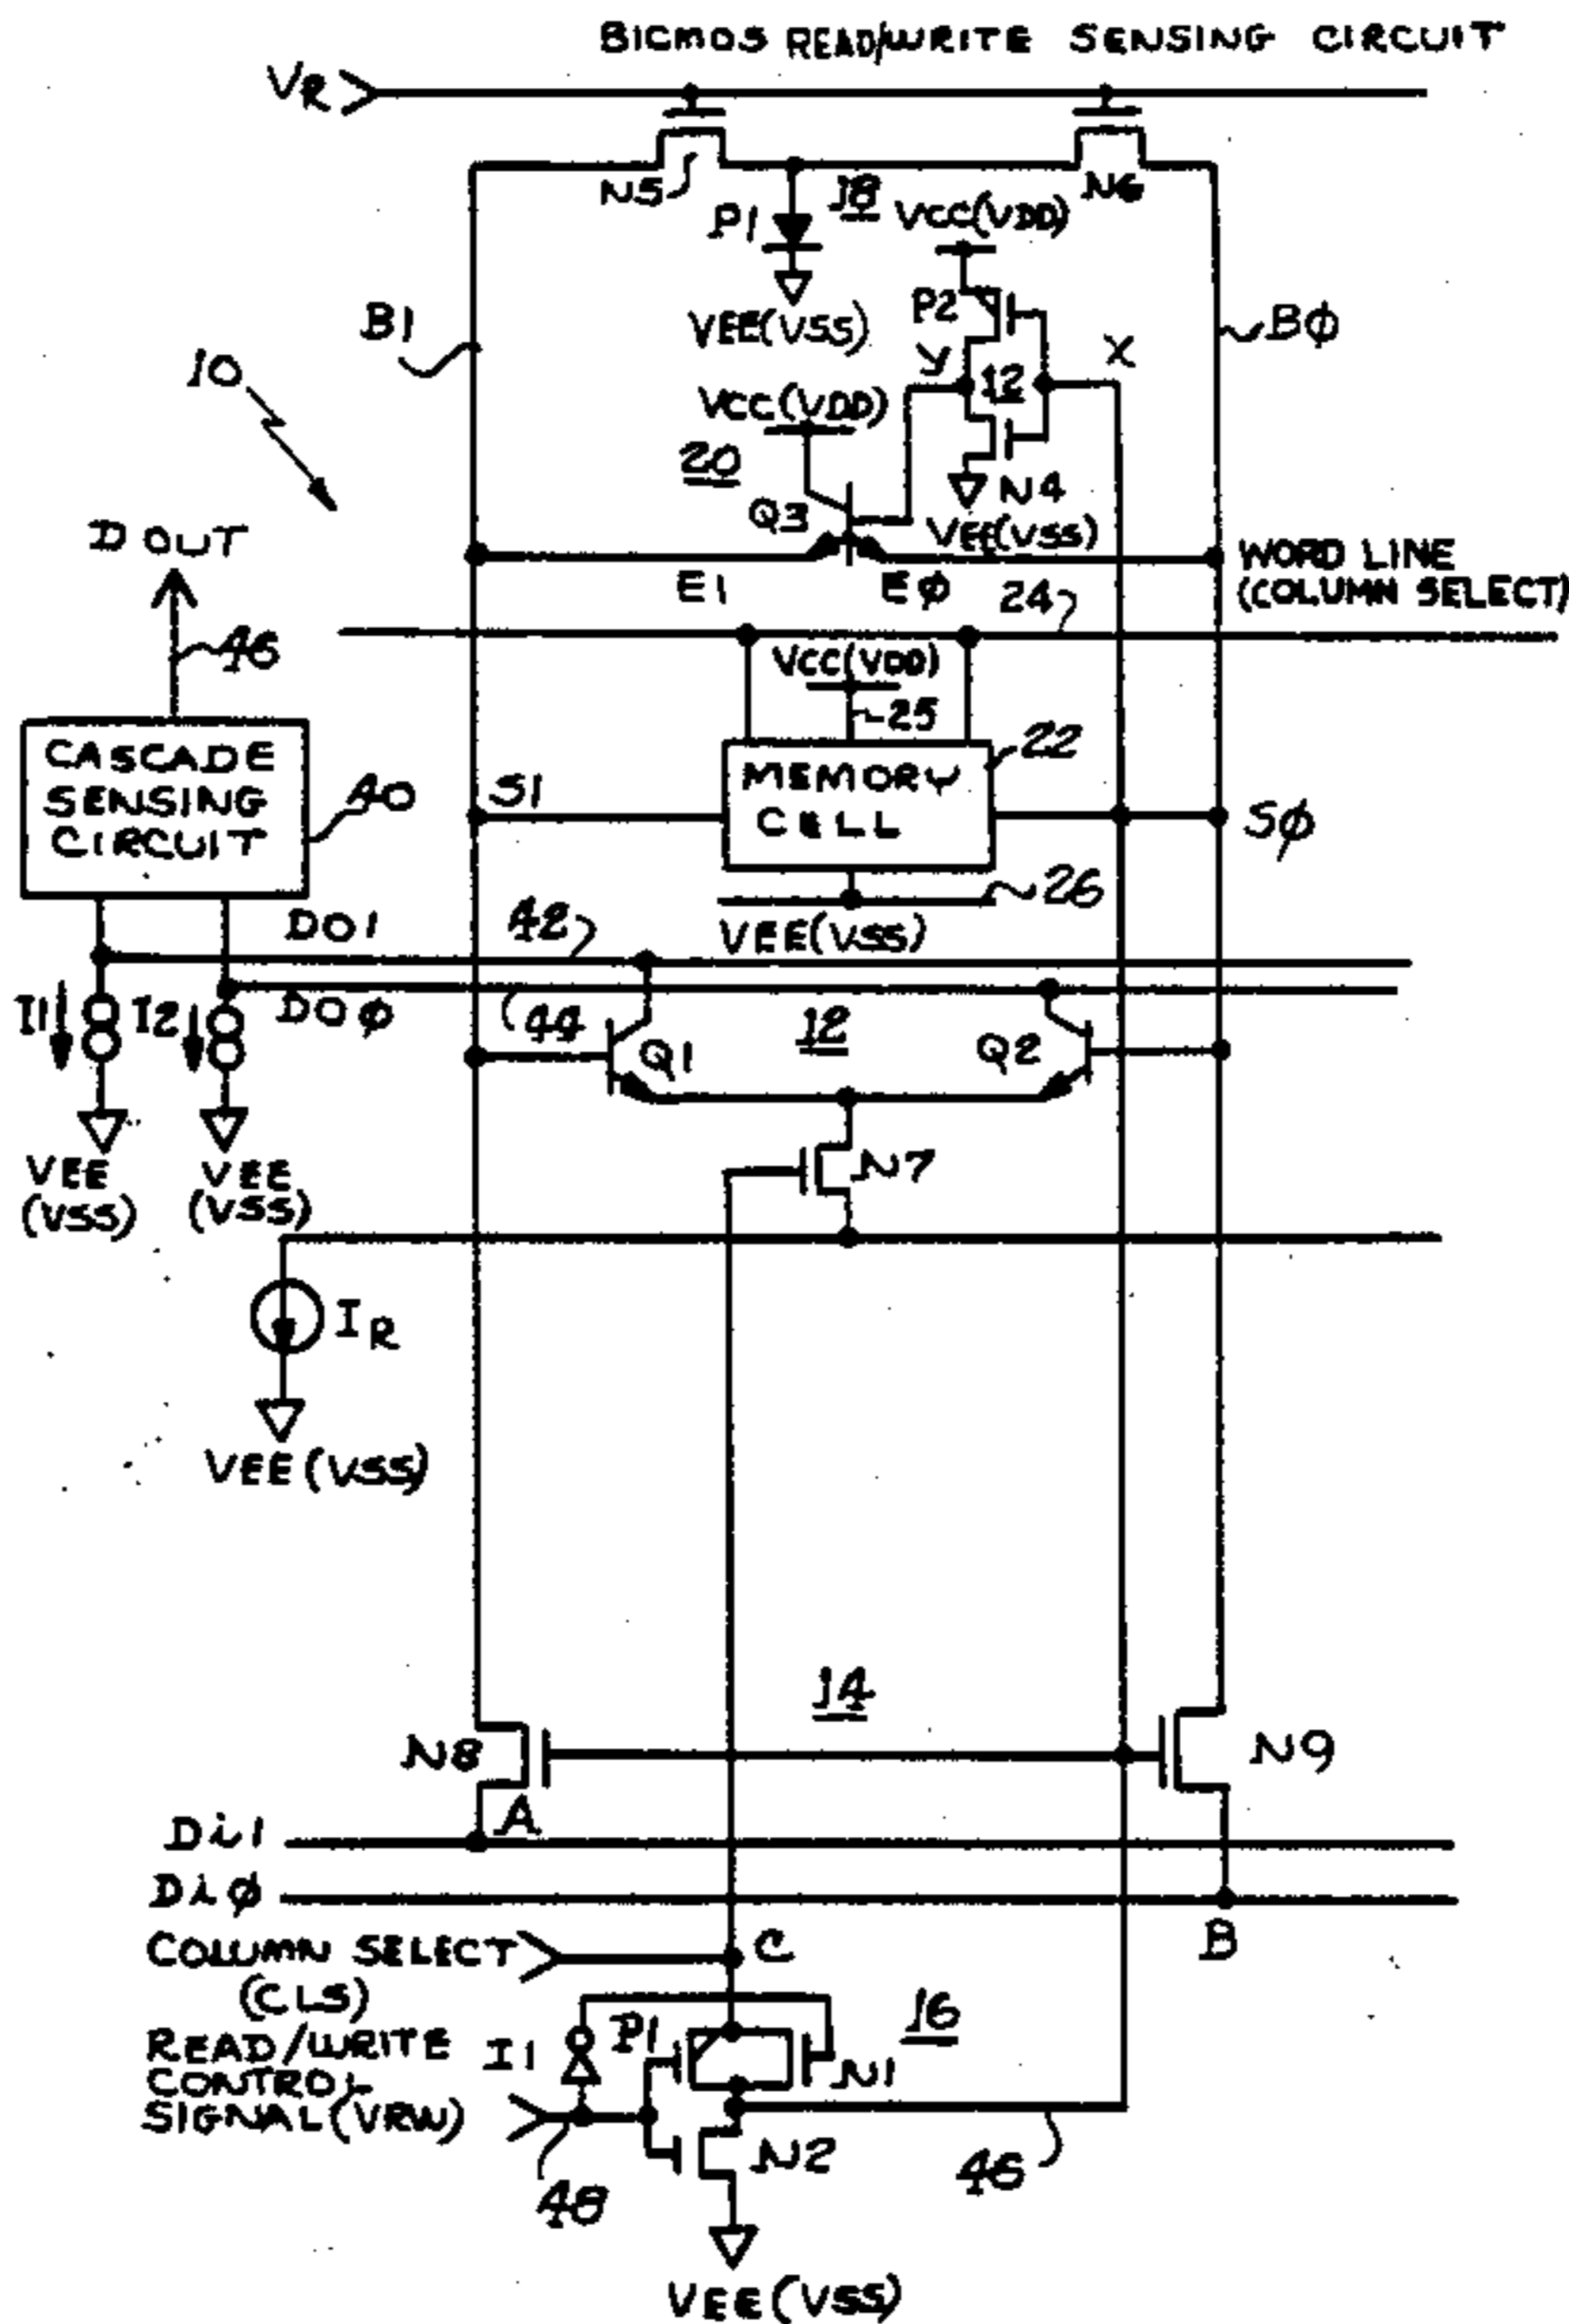 BICMOS READ/WRITE SENSING CIRCUIT
VR
N5
P1
18
N6
VCC(VDD)
VEE(VSS)
P2
B1
y
12
X
Bφ
10
VCC(VDD)
20
Q3
N4
VEE(VSS)
D OUT
E1
Eφ
24
WORD LINE
(COLUMN SELECT)
46
VCC(VDD)
25
22
CASCADE
SENSING
CIRCUIT
40
S1
MEMORY
CELL
Sφ
26
VEE(VSS)
DO1
42
I1
I2
DOφ
44
12
Q1
Q2
VEE
(VSS)
VEE
(VSS)
N7
IR
VEE(VSS)
14
N8
N9
A
Di1
Diφ
B
COLUMN SELECT
(CLS)
C
READ/WRITE
CONTROL
SIGNAL(VRW)
I1
P1
N1
16
N2
48
46
VEE(VSS)